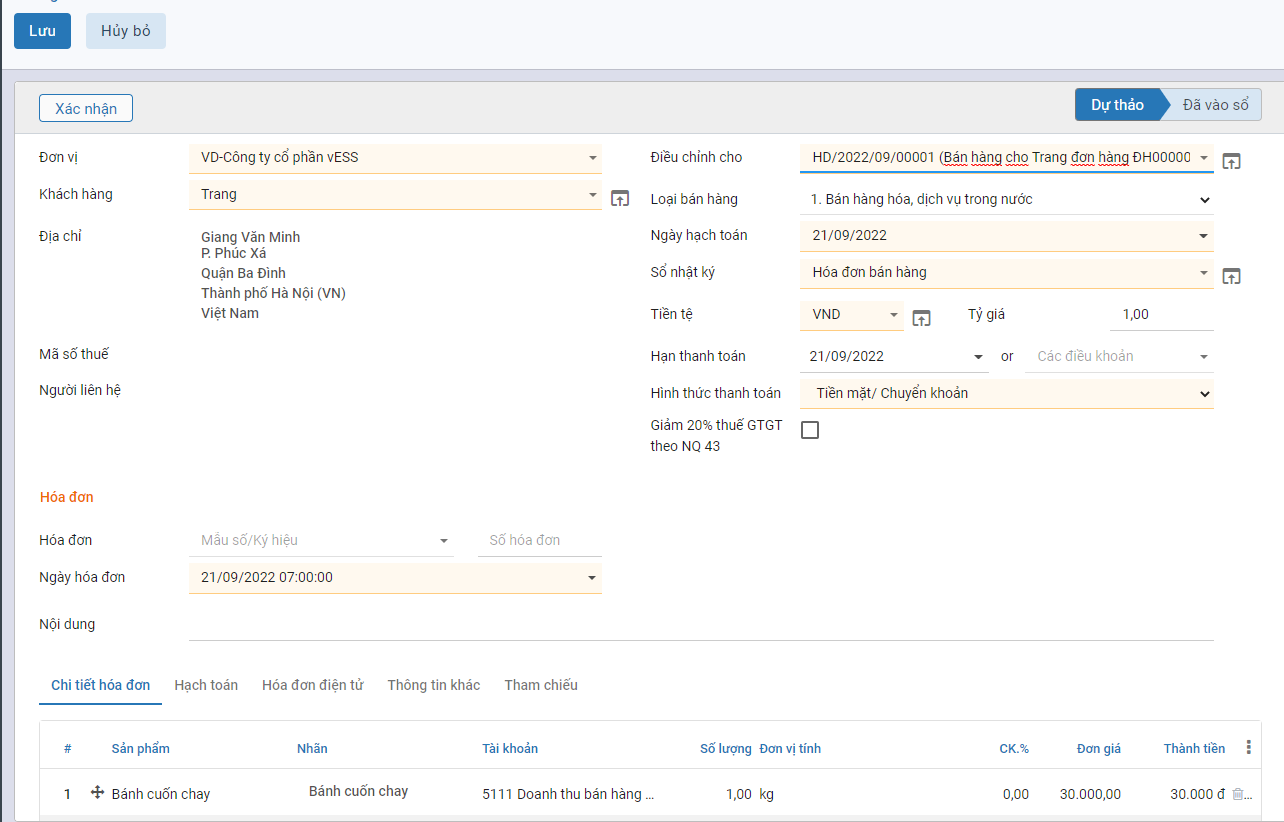 Lưu Hủy bỏ
Xác nhận Dự thảo Đã vào sổ
Đơn vị VD-Công ty cổ phần vESS Điều chỉnh cho HD/2022/09/00001 (Bán hàng cho Trang đơn hàng ĐH00000
Khách hàng Trang Loại bán hàng 1. Bán hàng hóa, dịch vụ trong nước
Địa chỉ Giang Văn Minh Ngày hạch toán 21/09/2022
P. Phúc Xá
Quận Ba Đình Sổ nhật ký Hóa đơn bán hàng
Thành phố Hà Nội (VN)
Việt Nam Tiền tệ VND Tỷ giá 1,00
Mã số thuế Hạn thanh toán 21/09/2022 or Các điều khoản
Người liên hệ Hình thức thanh toán Tiền mặt/ Chuyển khoản
Giảm 20% thuế GTGT
theo NQ 43
Hóa đơn
Hóa đơn Mẫu số/Ký hiệu Số hóa đơn
Ngày hóa đơn 21/09/2022 07:00:00
Nội dung
Chi tiết hóa đơn Hạch toán Hóa đơn điện tử Thông tin khác Tham chiếu
# Sản phẩm Nhãn Tài khoản Số lượng Đơn vị tính CK.% Đơn giá Thành tiền
1 Bánh cuốn chay Bánh cuốn chay 5111 Doanh thu bán hàng ... 1,00 kg 0,00 30.000,00 30.000 đ ...